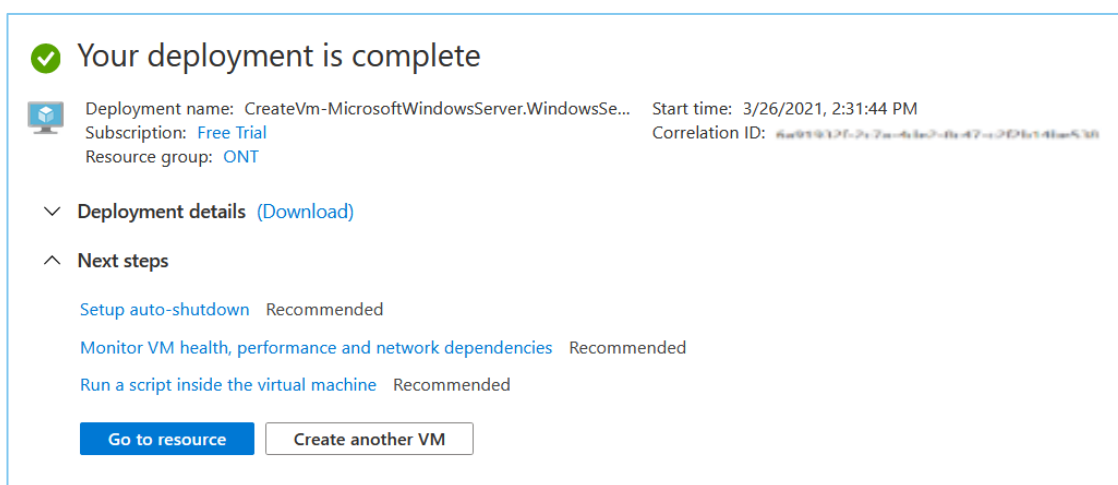 Your deployment is complete
Deployment name: CreateVm-MicrosoftWindowsServer.WindowsSe... Start time: 3/26/2021, 2:31:44 PM
Subscription: Free Trial Correlation ID:
Resource group: ONT
Deployment details (Download)
Next steps
Setup auto-shutdown Recommended
Monitor VM health, performance and network dependencies Recommended
Run a script inside the virtual machine Recommended
Go to resource Create another VM